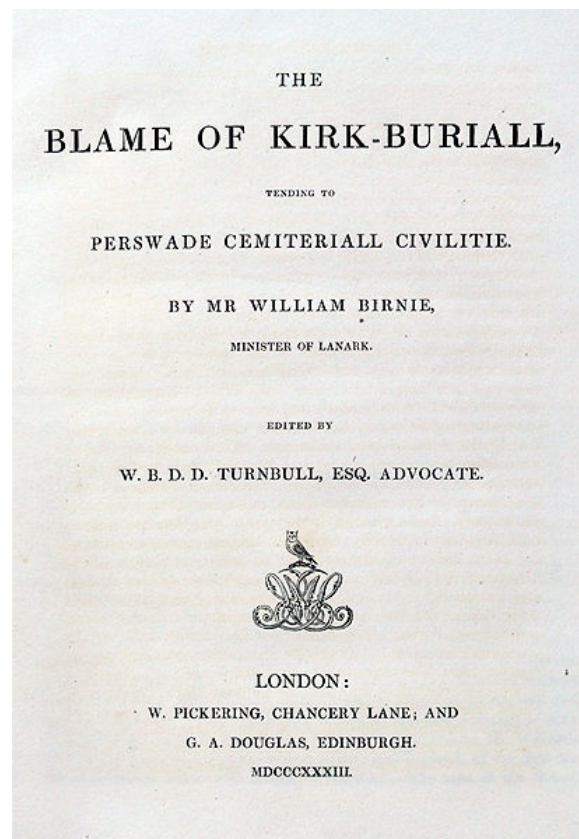 THE
BLAME OF KIRK-BURIALL,
TENDING TO
PERSWADE CEMITERIALL CIVILITIE.
BY MR WILLIAM BIRNIE,
MINISTER OF LANARK.
EDITED BY
W. B. D. D. TURNBULL, ESQ. ADVOCATE.
LONDON:
W. PICKERING, CHANCERY LANE; AND
G. A. DOUGLAS, EDINBURGH.
MDCCCXXXIII.